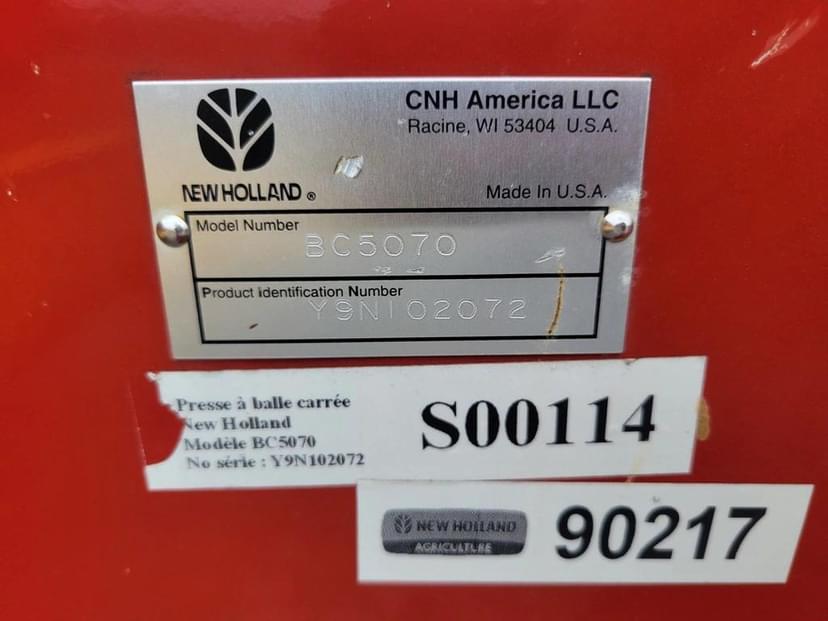 CNH America LLC
Racine, WI 53404 U.S.A.
NEW HOLLAND ®
Made In U.S.A.
Model Number
BC5070
Product Identification Number
Y9N102072
Presse à balle carrée
New Holland
Modèle BC5070
No série : Y9N102072
S00114
NEW HOLLAND
AGRICULTURE
90217